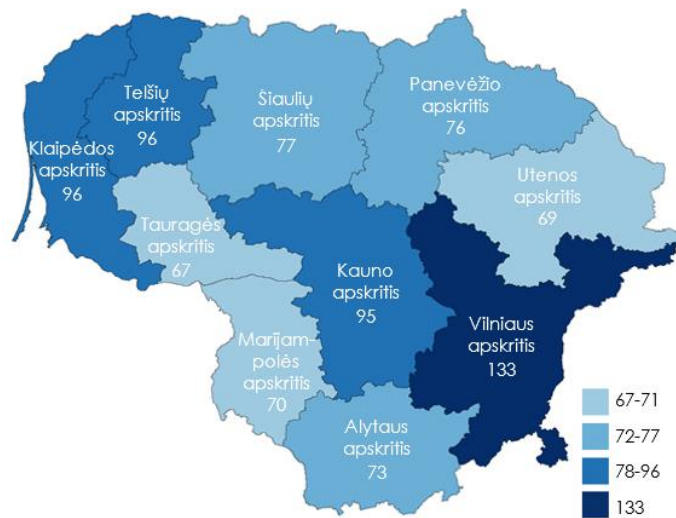 Telšių
apskritis
96
Šiaulių
apskritis
77
Panevėžio
apskritis
76
Klaipėdos
apskritis
96
Utenos
apskritis
69
Tauragės
apskritis
67
Kauno
apskritis
95
Vilniaus
apskritis
133
Marijam-
polės
apskritis
70
Alytaus
apskritis
73
67-71
72-77
78-96
133